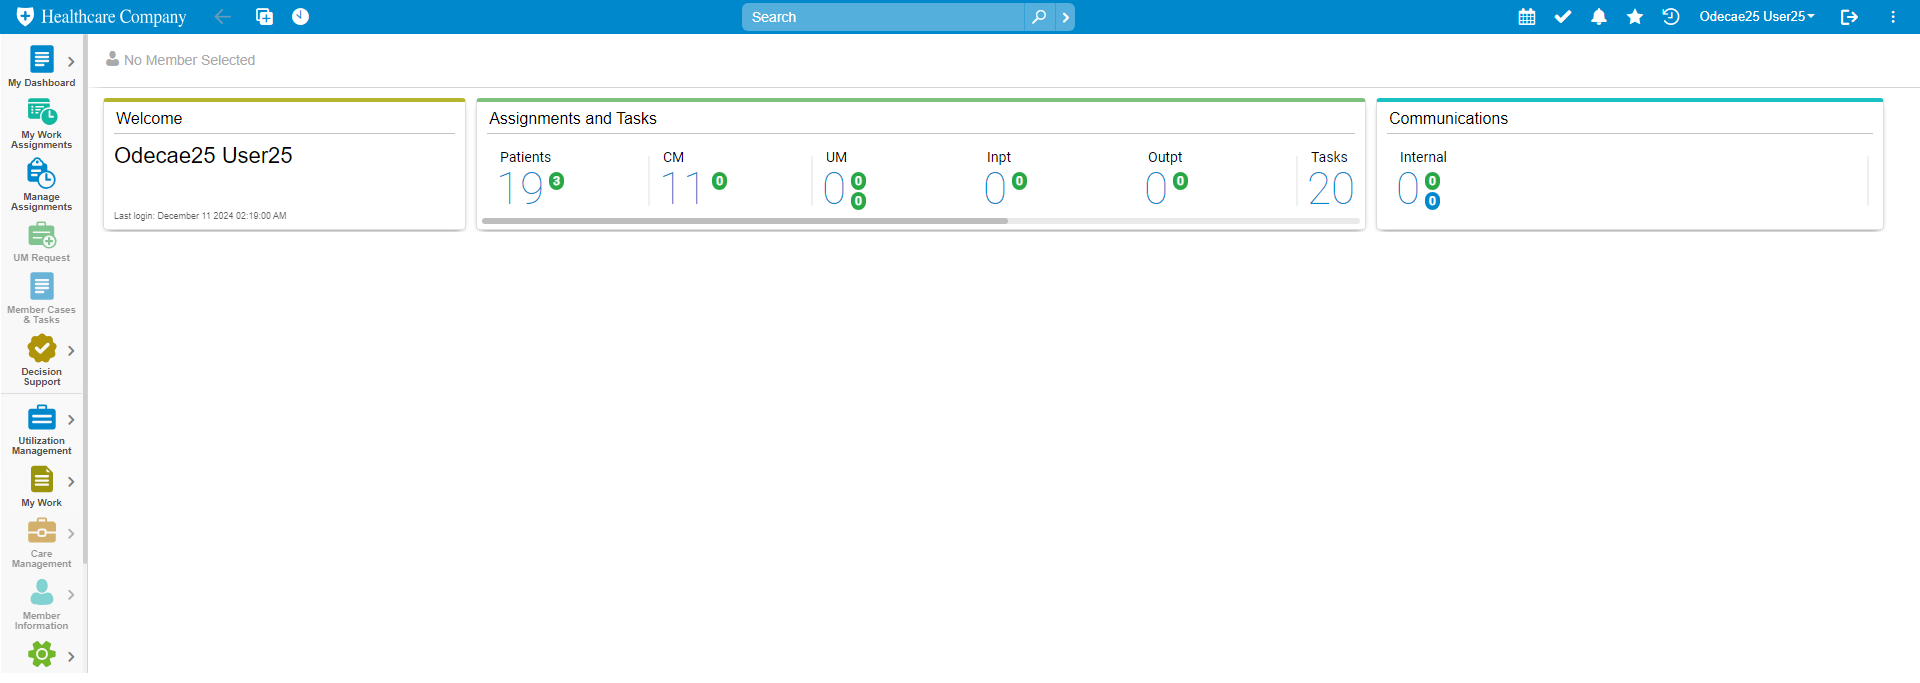 Healthcare Company
Search
Odecae25 User25
My Dashboard
My Work
Assignments
Manage
Assignments
UM Request
Member Cases
& Tasks
Decision
Support
Utilization
Management
My Work
Care
Management
Member
Information
No Member Selected
Welcome
Odecae25 User25
Last login: December 11 2024 02:19:00 AM
Assignments and Tasks
Patients
19 3
CM
11 0
UM
0 0
0
Inpt
0 0
Outpt
0 0
Tasks
20
Communications
Internal
0 0
0